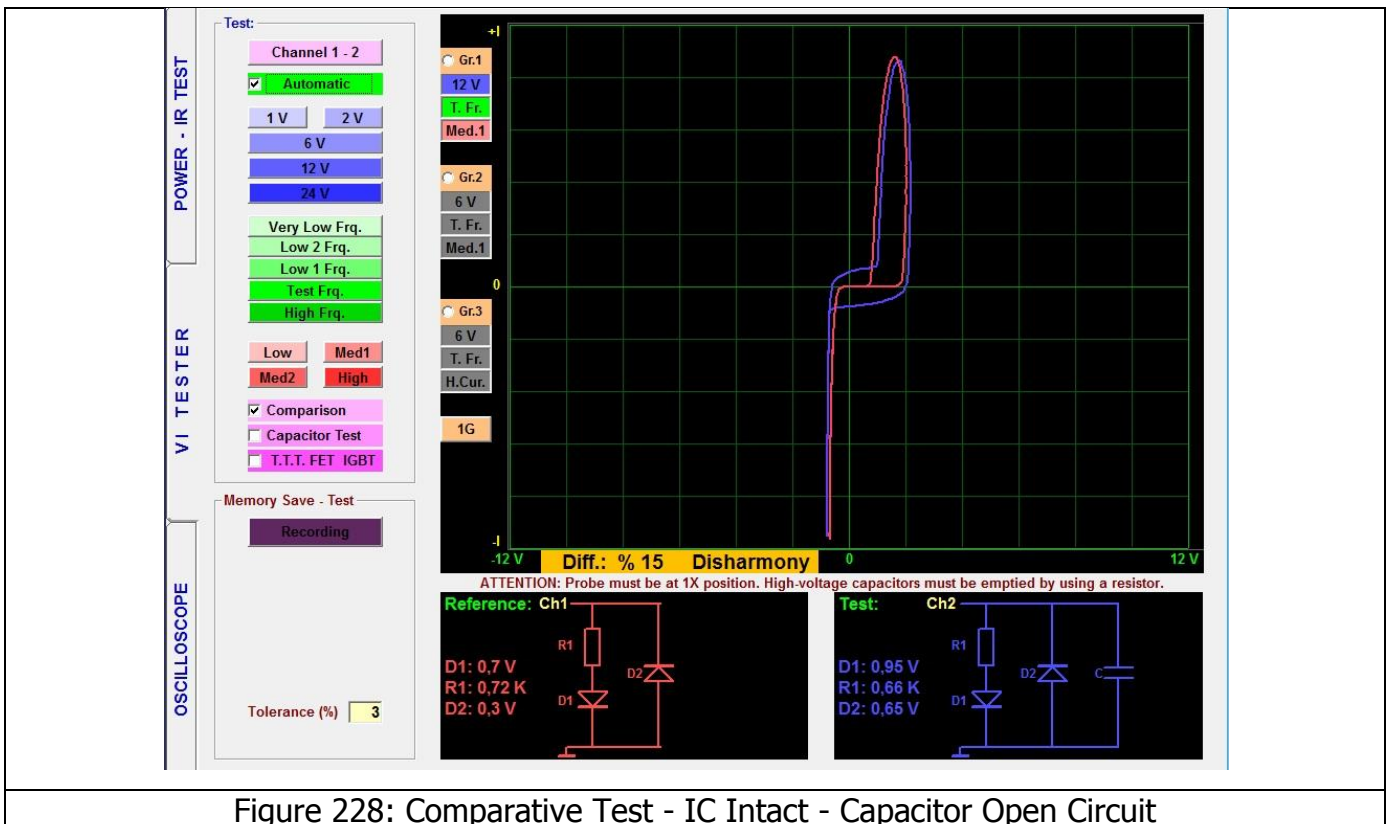 POWER - IR TEST
VI TESTER
OSCILLOSCOPE
Test:
Channel 1 - 2
Automatic
1 V 2 V
6 V
12 V
24 V
Very Low Frq.
Low 2 Frq.
Low 1 Frq.
Test Frq.
High Frq.
Low Med1
Med2 High
Comparison
Capacitor Test
T.T.T. FET IGBT
Memory Save - Test
Recording
Tolerance (%) 3
+I
Gr.1
12 V
T. Fr.
Med.1
Gr.2
6 V
T. Fr.
Med.1
0
Gr.3
6 V
T. Fr.
H.Cur.
1G
-I
-12 V 0 12 V
Diff.: % 15 Disharmony
ATTENTION: Probe must be at 1X position. High-voltage capacitors must be emptied by using a resistor.
Reference: Ch1
R1
D2
D1
D1: 0,7 V
R1: 0,72 K
D2: 0,3 V
Test: Ch2
R1
D2
C
D1
D1: 0,95 V
R1: 0,66 K
D2: 0,65 V
Figure 228: Comparative Test - IC Intact - Capacitor Open Circuit